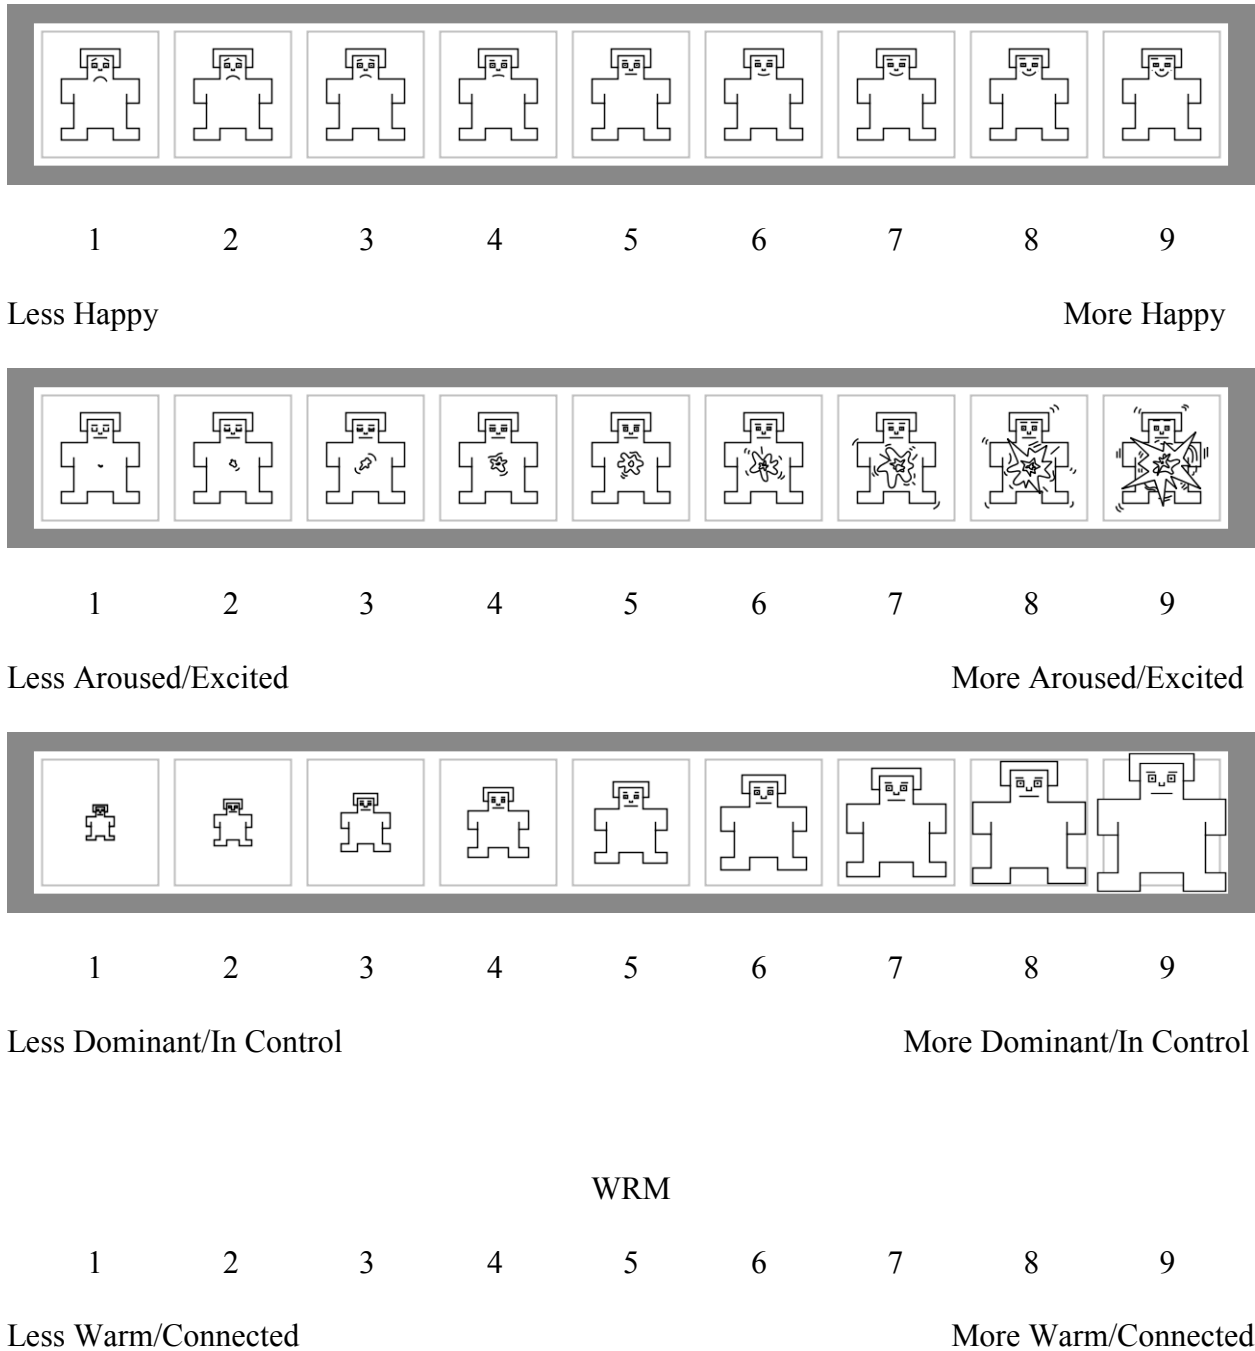 1 2 3 4 5 6 7 8 9
Less Happy More Happy
1 2 3 4 5 6 7 8 9
Less Aroused/Excited More Aroused/Excited
1 2 3 4 5 6 7 8 9
Less Dominant/In Control More Dominant/In Control
WRM
1 2 3 4 5 6 7 8 9
Less Warm/Connected More Warm/Connected